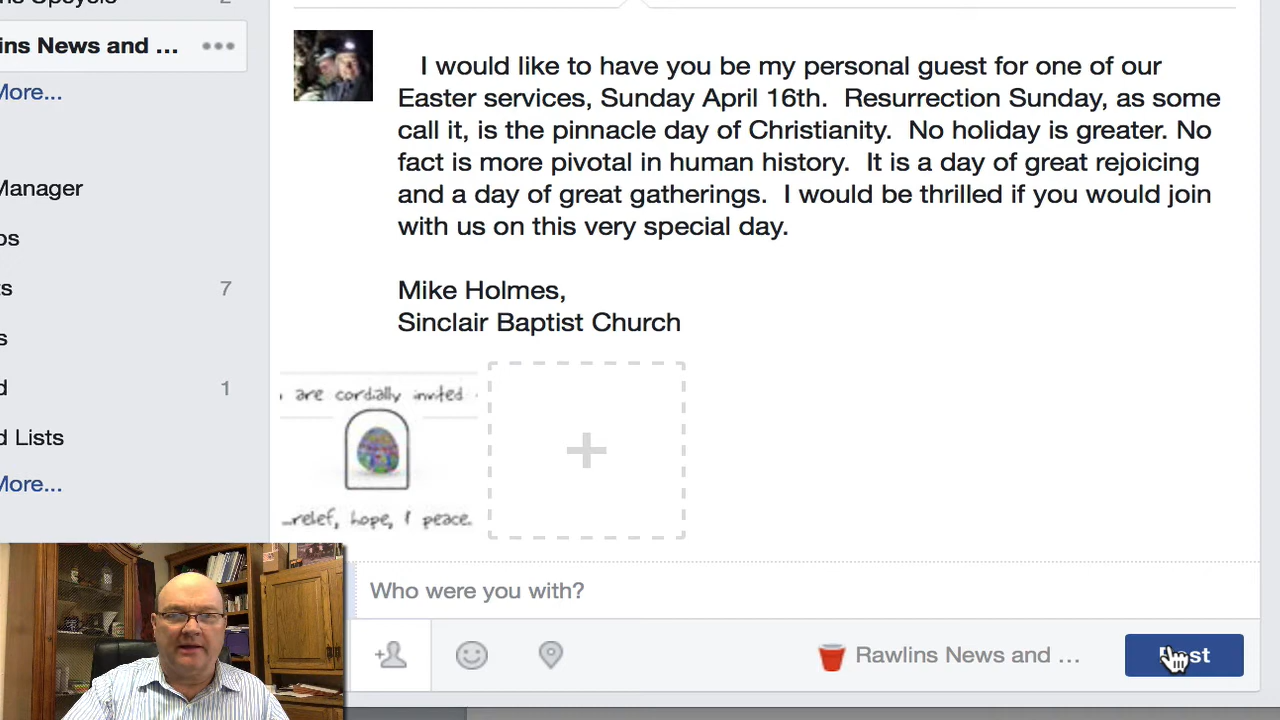 2
ins News and ...
More...
Manager
7
1
d Lists
More...
I would like to have you be my personal guest for one of our
Easter services, Sunday April 16th. Resurrection Sunday, as some
call it, is the pinnacle day of Christianity. No holiday is greater. No
fact is more pivotal in human history. It is a day of great rejoicing
and a day of great gatherings. I would be thrilled if you would join
with us on this very special day.
Mike Holmes,
Sinclair Baptist Church
are cordially invited
...relief, hope, & peace.
Who were you with?
Rawlins News and ...
Post